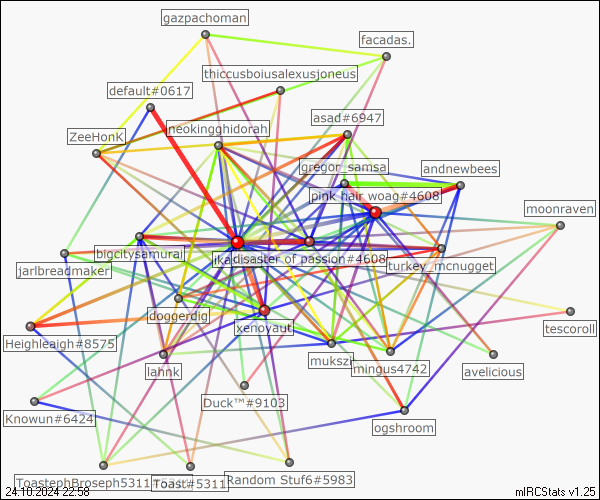 gazpachoman
facadas.
thiccusboiusalexusjoneus
default#0617
asad#6947
neokingghidorah
ZeeHonK
gregor_samsa
andnewbees
pink hair woag#4608
moonraven
bigcitysamurai
disaster of passion#4608
turkey_mcnugget
jarlbreadmaker
doggerdig
xenoyaut
tescoroll
Heighleaigh#8575
lahnk
mukszi
mingus4742
avelicious
Knowun#6424
Duck™#9103
ogshroom
ToastephBroseph5311
Toast#5311
Random Stuf6#5983
24.10.2024 22:58
mIRCStats v1.25